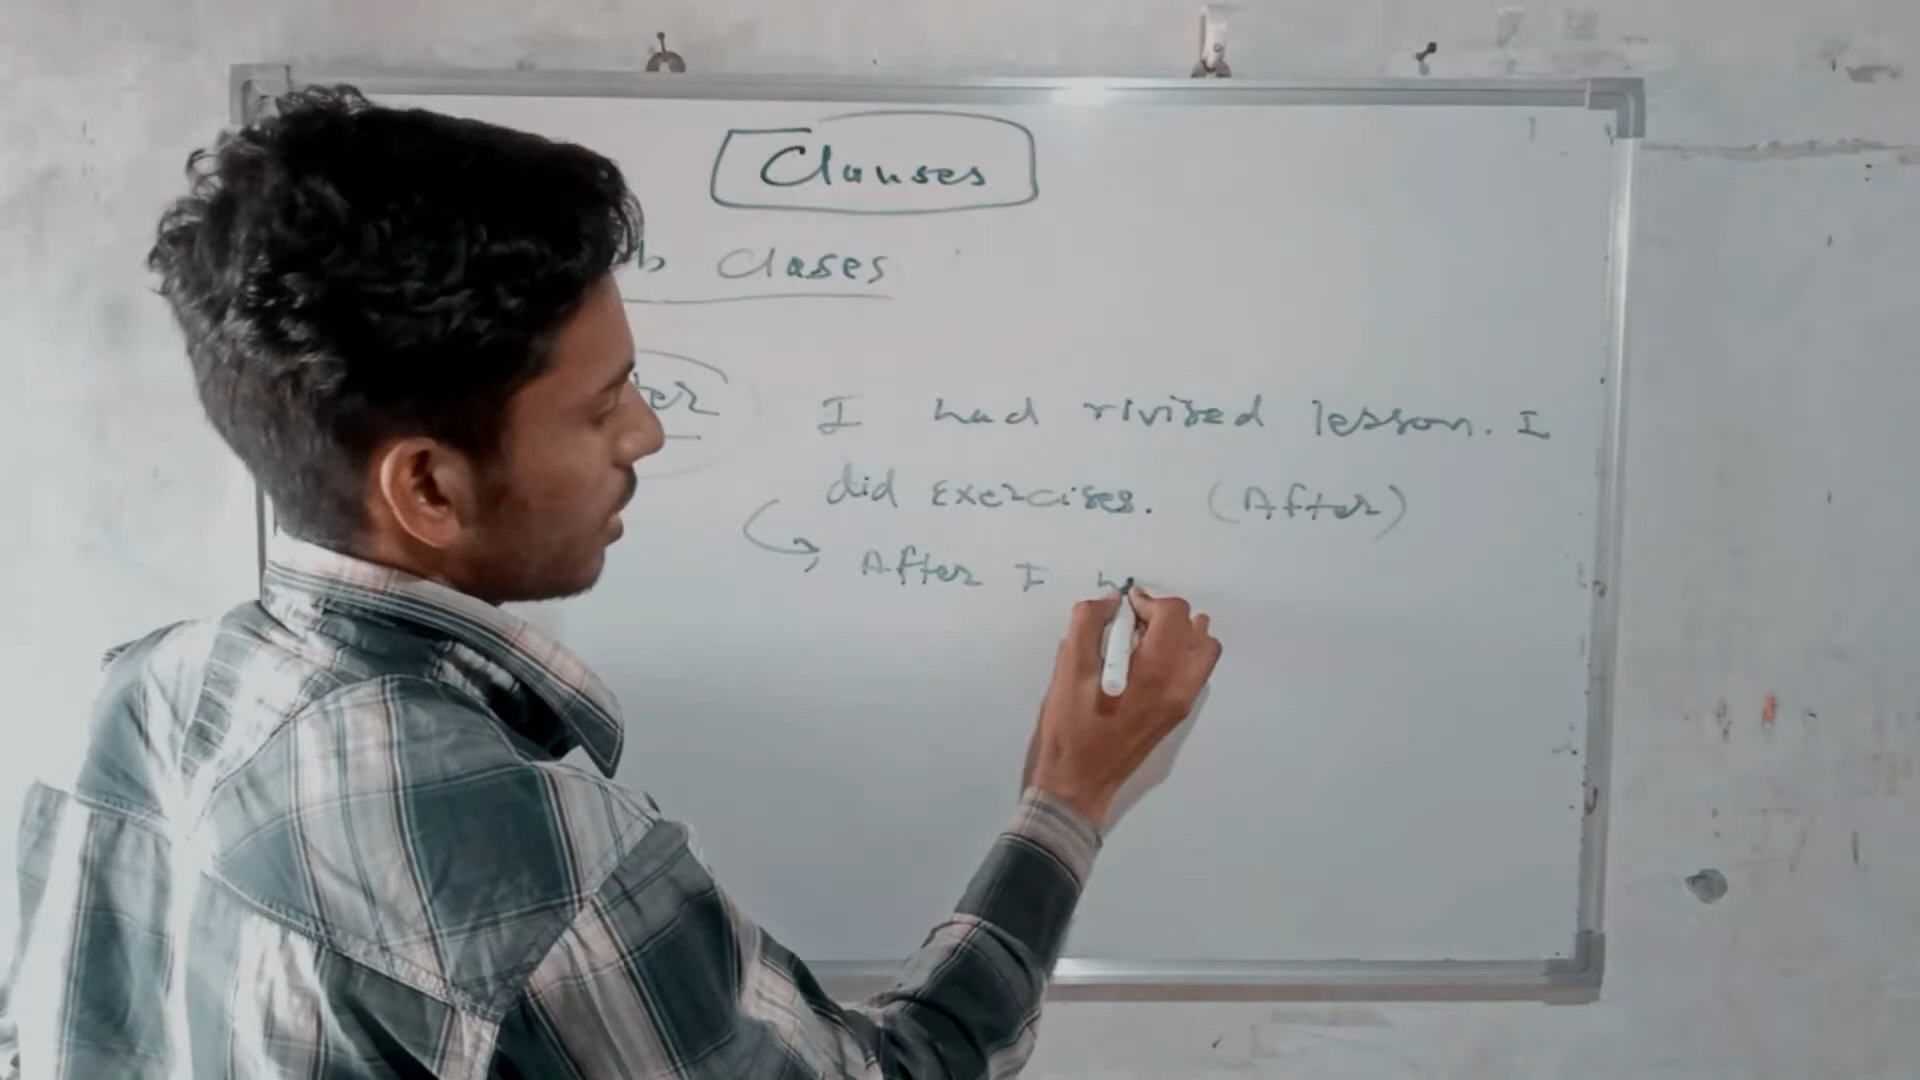 Clauses
Clases
I had rivised lesson. I
did exercises. (After)
After I